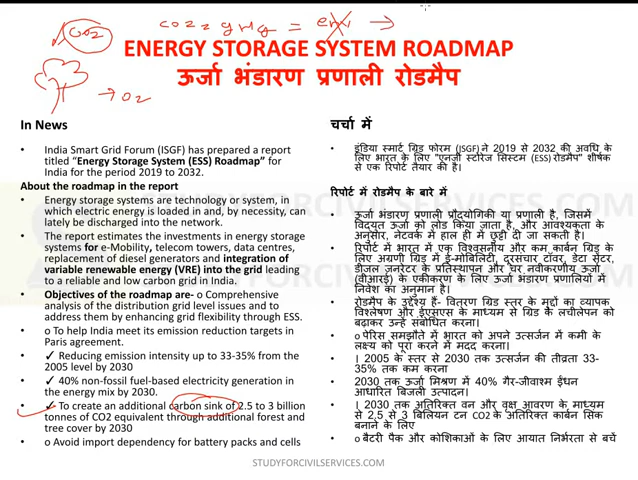 CO2
CO2 = →
→ O2
ENERGY STORAGE SYSTEM ROADMAP
ऊर्जा भंडारण प्रणाली रोडमैप
In News
• India Smart Grid Forum (ISGF) has prepared a report
titled “Energy Storage System (ESS) Roadmap” for
India for the period 2019 to 2032.
About the roadmap in the report
• Energy storage systems are technology or system, in
which electric energy is loaded in and, by necessity, can
lately be discharged into the network.
• The report estimates the investments in energy storage
systems for e-Mobility, telecom towers, data centres,
replacement of diesel generators and integration of
variable renewable energy (VRE) into the grid leading
to a reliable and low carbon grid in India.
• Objectives of the roadmap are- o Comprehensive
analysis of the distribution grid level issues and to
address them by enhancing grid flexibility through ESS.
• o To help India meet its emission reduction targets in
Paris agreement.
• ✓ Reducing emission intensity up to 33-35% from the
2005 level by 2030
• ✓ 40% non-fossil fuel-based electricity generation in
the energy mix by 2030.
• ✓ To create an additional carbon sink of 2.5 to 3 billion
tonnes of CO2 equivalent through additional forest and
tree cover by 2030
• o Avoid import dependency for battery packs and cells
चर्चा में
• इंडिया स्मार्ट ग्रिड फोरम (ISGF) ने 2019 से 2032 की अवधि के
लिए भारत के लिए "एनर्जी स्टोरेज सिस्टम (ESS) रोडमैप" शीर्षक
से एक रिपोर्ट तैयार की है।
रिपोर्ट में रोडमैप के बारे में
• ऊर्जा भंडारण प्रणाली प्रौद्योगिकी या प्रणाली है, जिसमें
विद्युत ऊर्जा को लोड किया जाता है, और आवश्यकता के
अनुसार, नेटवर्क में हाल ही में छुट्टी दी जा सकती है।
• रिपोर्ट में भारत में एक विश्वसनीय और कम कार्बन ग्रिड के
लिए अग्रणी ग्रिड में ई-मोबिलिटी, दूरसंचार टॉवर, डेटा सेंटर,
डीजल जनरेटर के प्रतिस्थापन और चर नवीकरणीय ऊर्जा
(वीआरई) के एकीकरण के लिए ऊर्जा भंडारण प्रणालियों में
निवेश का अनुमान है।
• रोडमैप के उद्देश्य हैं- वितरण ग्रिड स्तर के मुद्दों का व्यापक
विश्लेषण और ईएसएस के माध्यम से ग्रिड के लचीलेपन को
बढ़ाकर उन्हें संबोधित करना।
• o पेरिस समझौते में भारत को अपने उत्सर्जन में कमी के
लक्ष्य को पूरा करने में मदद करना।
• । 2005 के स्तर से 2030 तक उत्सर्जन की तीव्रता 33-
35% तक कम करना
• 2030 तक ऊर्जा मिश्रण में 40% गैर-जीवाश्म ईंधन
आधारित बिजली उत्पादन।
• । 2030 तक अतिरिक्त वन और वृक्ष आवरण के माध्यम
से 2.5 से 3 बिलियन टन CO2 के अतिरिक्त कार्बन सिंक
बनाने के लिए
• o बैटरी पैक और कोशिकाओं के लिए आयात निर्भरता से बचें
STUDYFORCIVILSERVICES.COM